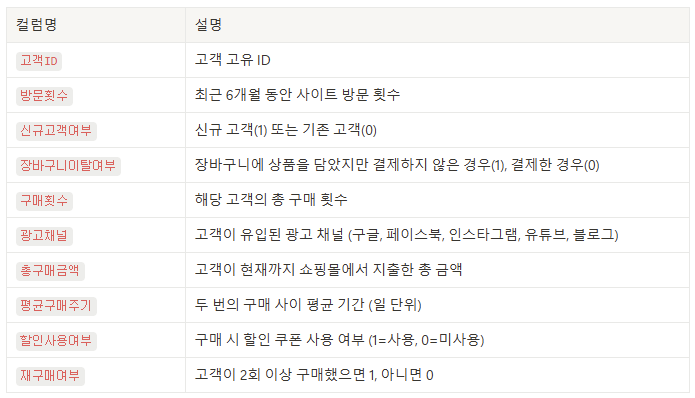 컬럼명 설명
고객ID 고객 고유 ID
방문횟수 최근 6개월 동안 사이트 방문 횟수
신규고객여부 신규 고객(1) 또는 기존 고객(0)
장바구니이탈여부 장바구니에 상품을 담았지만 결제하지 않은 경우(1), 결제한 경우(0)
구매횟수 해당 고객의 총 구매 횟수
광고채널 고객이 유입된 광고 채널 (구글, 페이스북, 인스타그램, 유튜브, 블로그)
총구매금액 고객이 현재까지 쇼핑몰에서 지출한 총 금액
평균구매주기 두 번의 구매 사이 평균 기간 (일 단위)
할인사용여부 구매 시 할인 쿠폰 사용 여부 (1=사용, 0=미사용)
재구매여부 고객이 2회 이상 구매했으면 1, 아니면 0